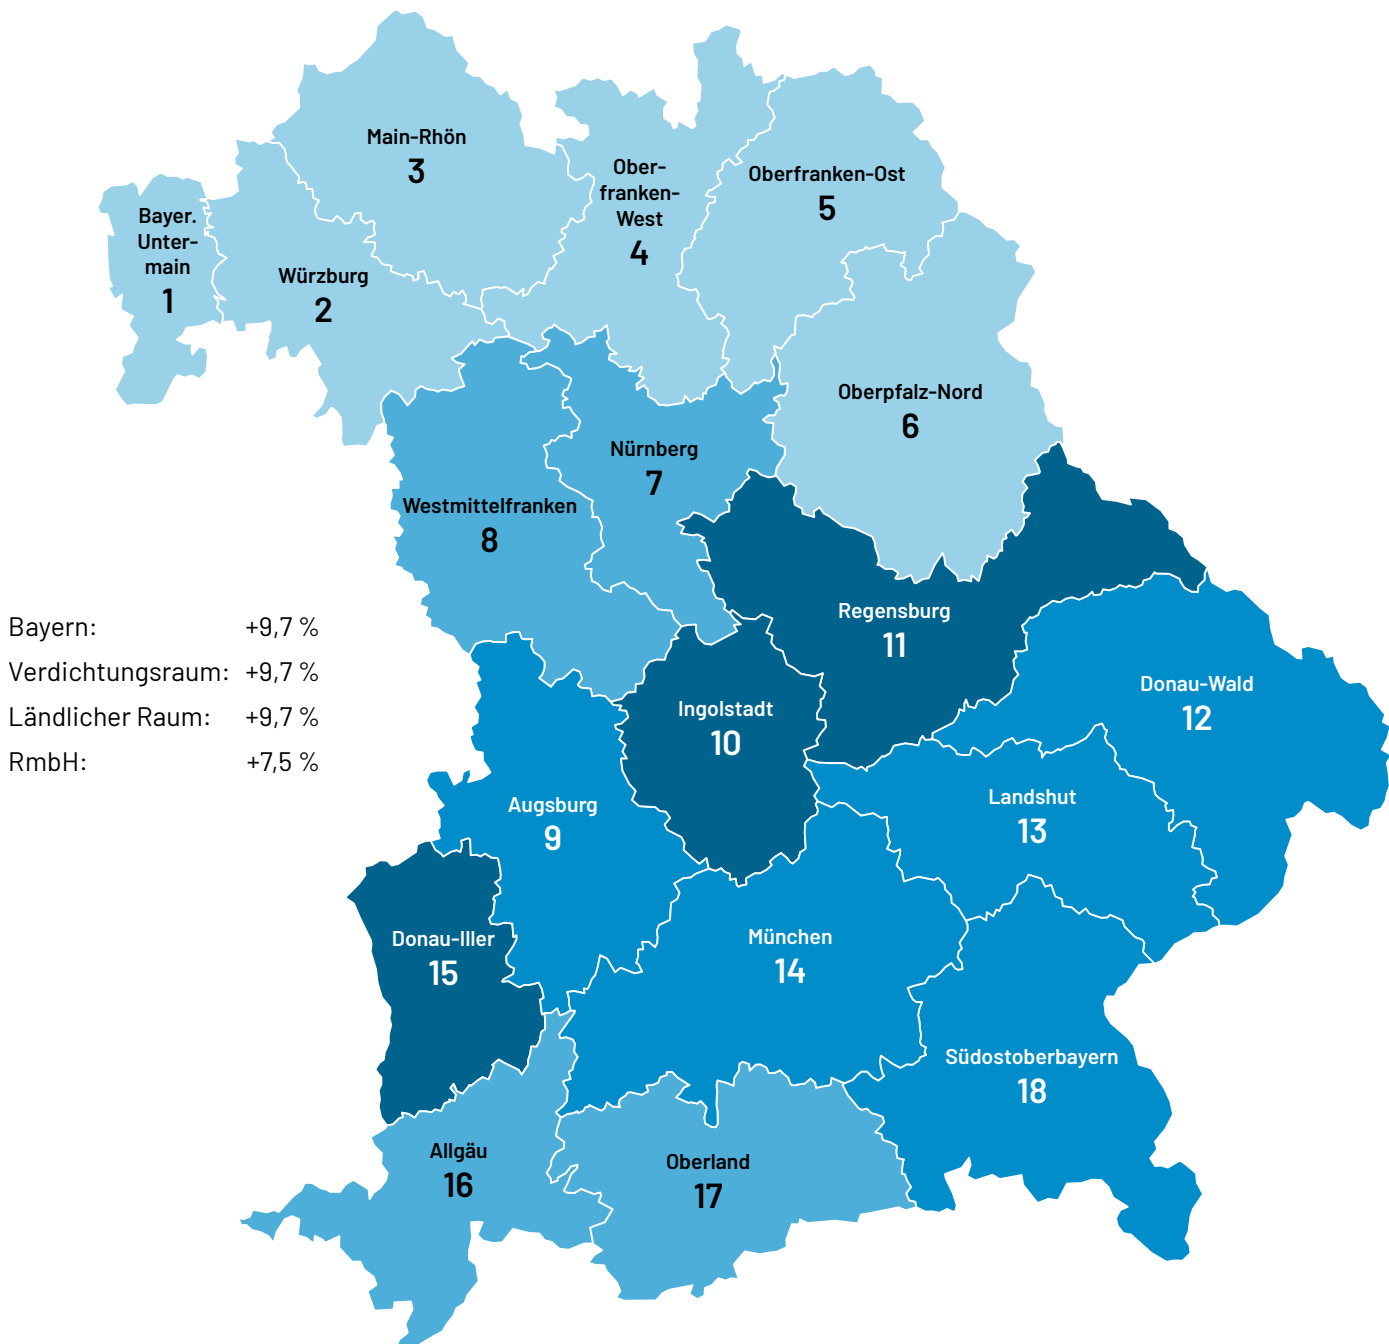 Main-Rhön
3
Ober-
franken-
West
4
Oberfranken-Ost
5
Bayer.
Unter-
main
1
Würzburg
2
Oberpfalz-Nord
6
Nürnberg
7
Westmittelfranken
8
Regensburg
11
Bayern: +9,7 %
Verdichtungsraum: +9,7 %
Ländlicher Raum: +9,7 %
RmbH: +7,5 %
Donau-Wald
12
Ingolstadt
10
Landshut
13
Augsburg
9
Donau-Iller
15
München
14
Südostoberbayern
18
Allgäu
16
Oberland
17